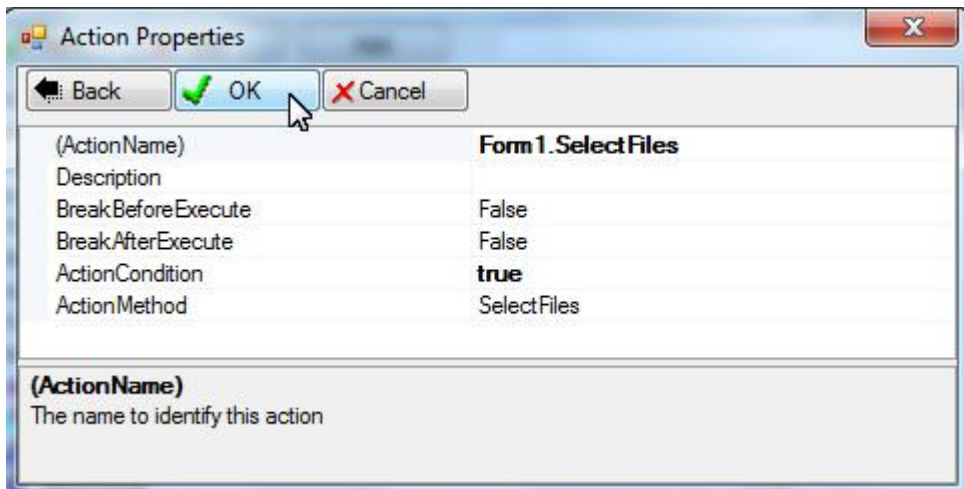 Action Properties
Back OK Cancel
(ActionName) Form1.SelectFiles
Description
BreakBeforeExecute False
BreakAfterExecute False
ActionCondition true
ActionMethod SelectFiles
(ActionName)
The name to identify this action